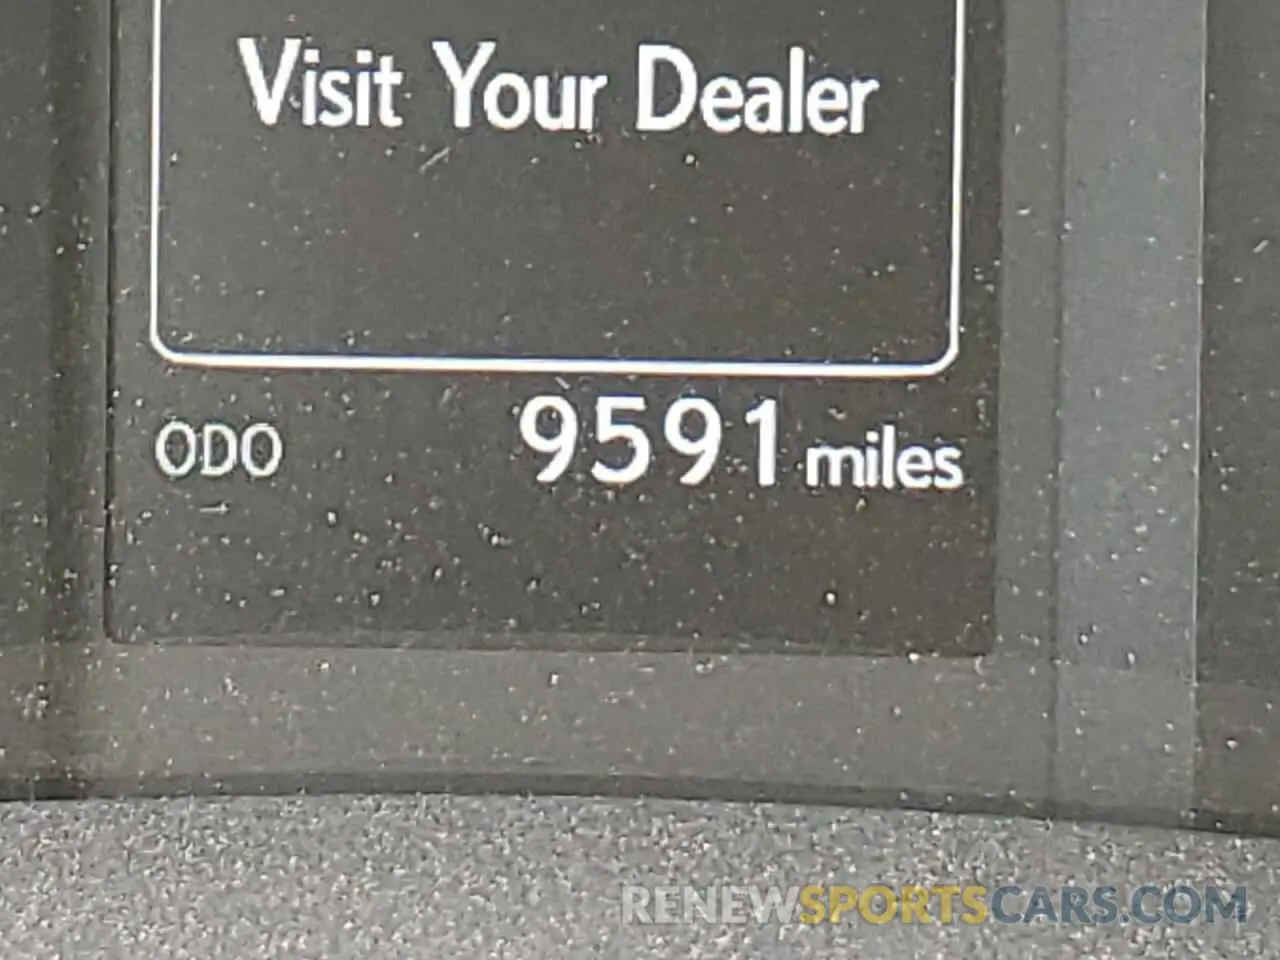 Visit Your Dealer
ODO 9591 miles
RENEWSPORTSCARS.COM